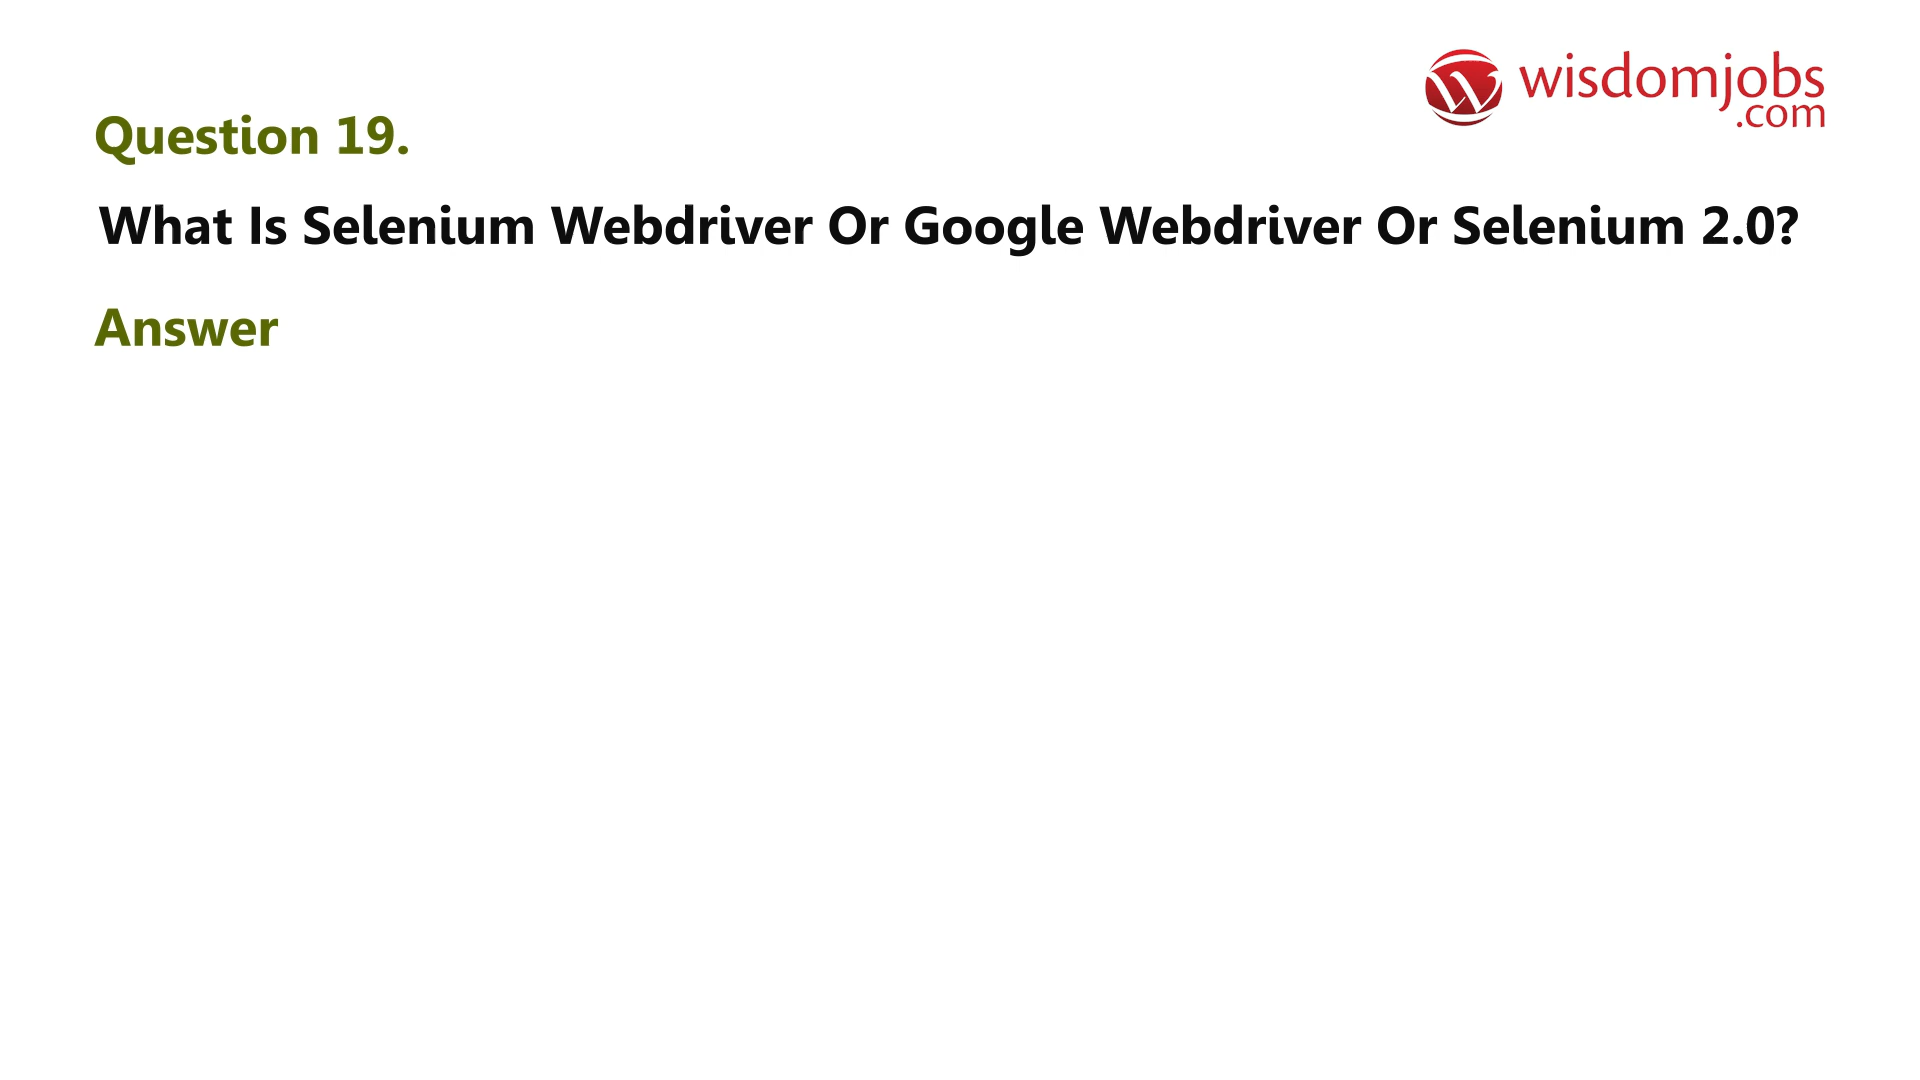 wisdomjobs
.com
Question 19.
What Is Selenium Webdriver Or Google Webdriver Or Selenium 2.0?
Answer